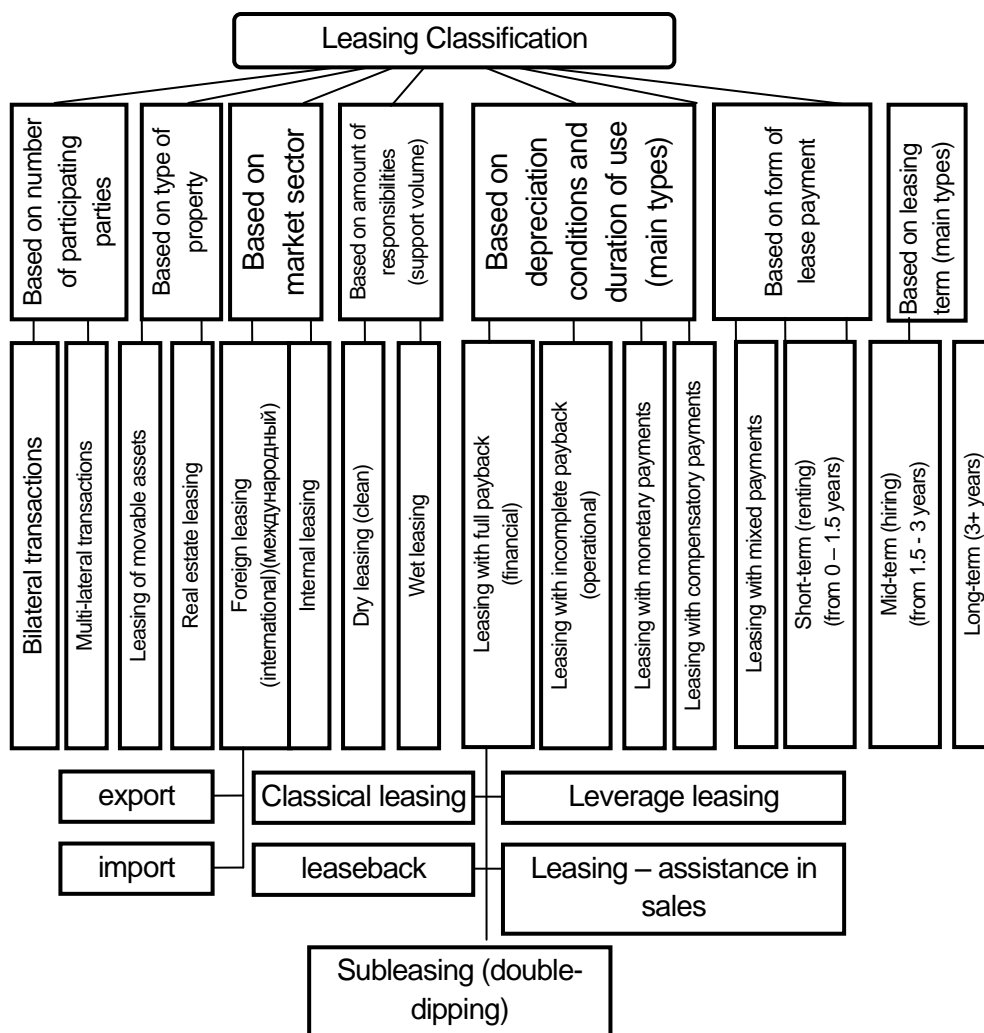 Leasing Classification
Based on number
of participating
parties
Based on type of
property
Based on
market sector
Based on amount of
responsibilities
(support volume)
Based on
depreciation
conditions and
duration of use
(main types)
Based on form of
lease payment
Based on leasing
term (main types)
Bilateral transactions
Multi-lateral transactions
Leasing of movable assets
Real estate leasing
Foreign leasing
(international)(международный)
Internal leasing
Dry leasing (clean)
Wet leasing
Leasing with full payback
(financial)
Leasing with incomplete payback
(operational)
Leasing with monetary payments
Leasing with compensatory payments
Leasing with mixed payments
Short-term (renting)
(from 0 – 1.5 years)
Mid-term (hiring)
(from 1.5 - 3 years)
Long-term (3+ years)
export
Classical leasing
Leverage leasing
import
leaseback
Leasing – assistance in
sales
Subleasing (double-
dipping)